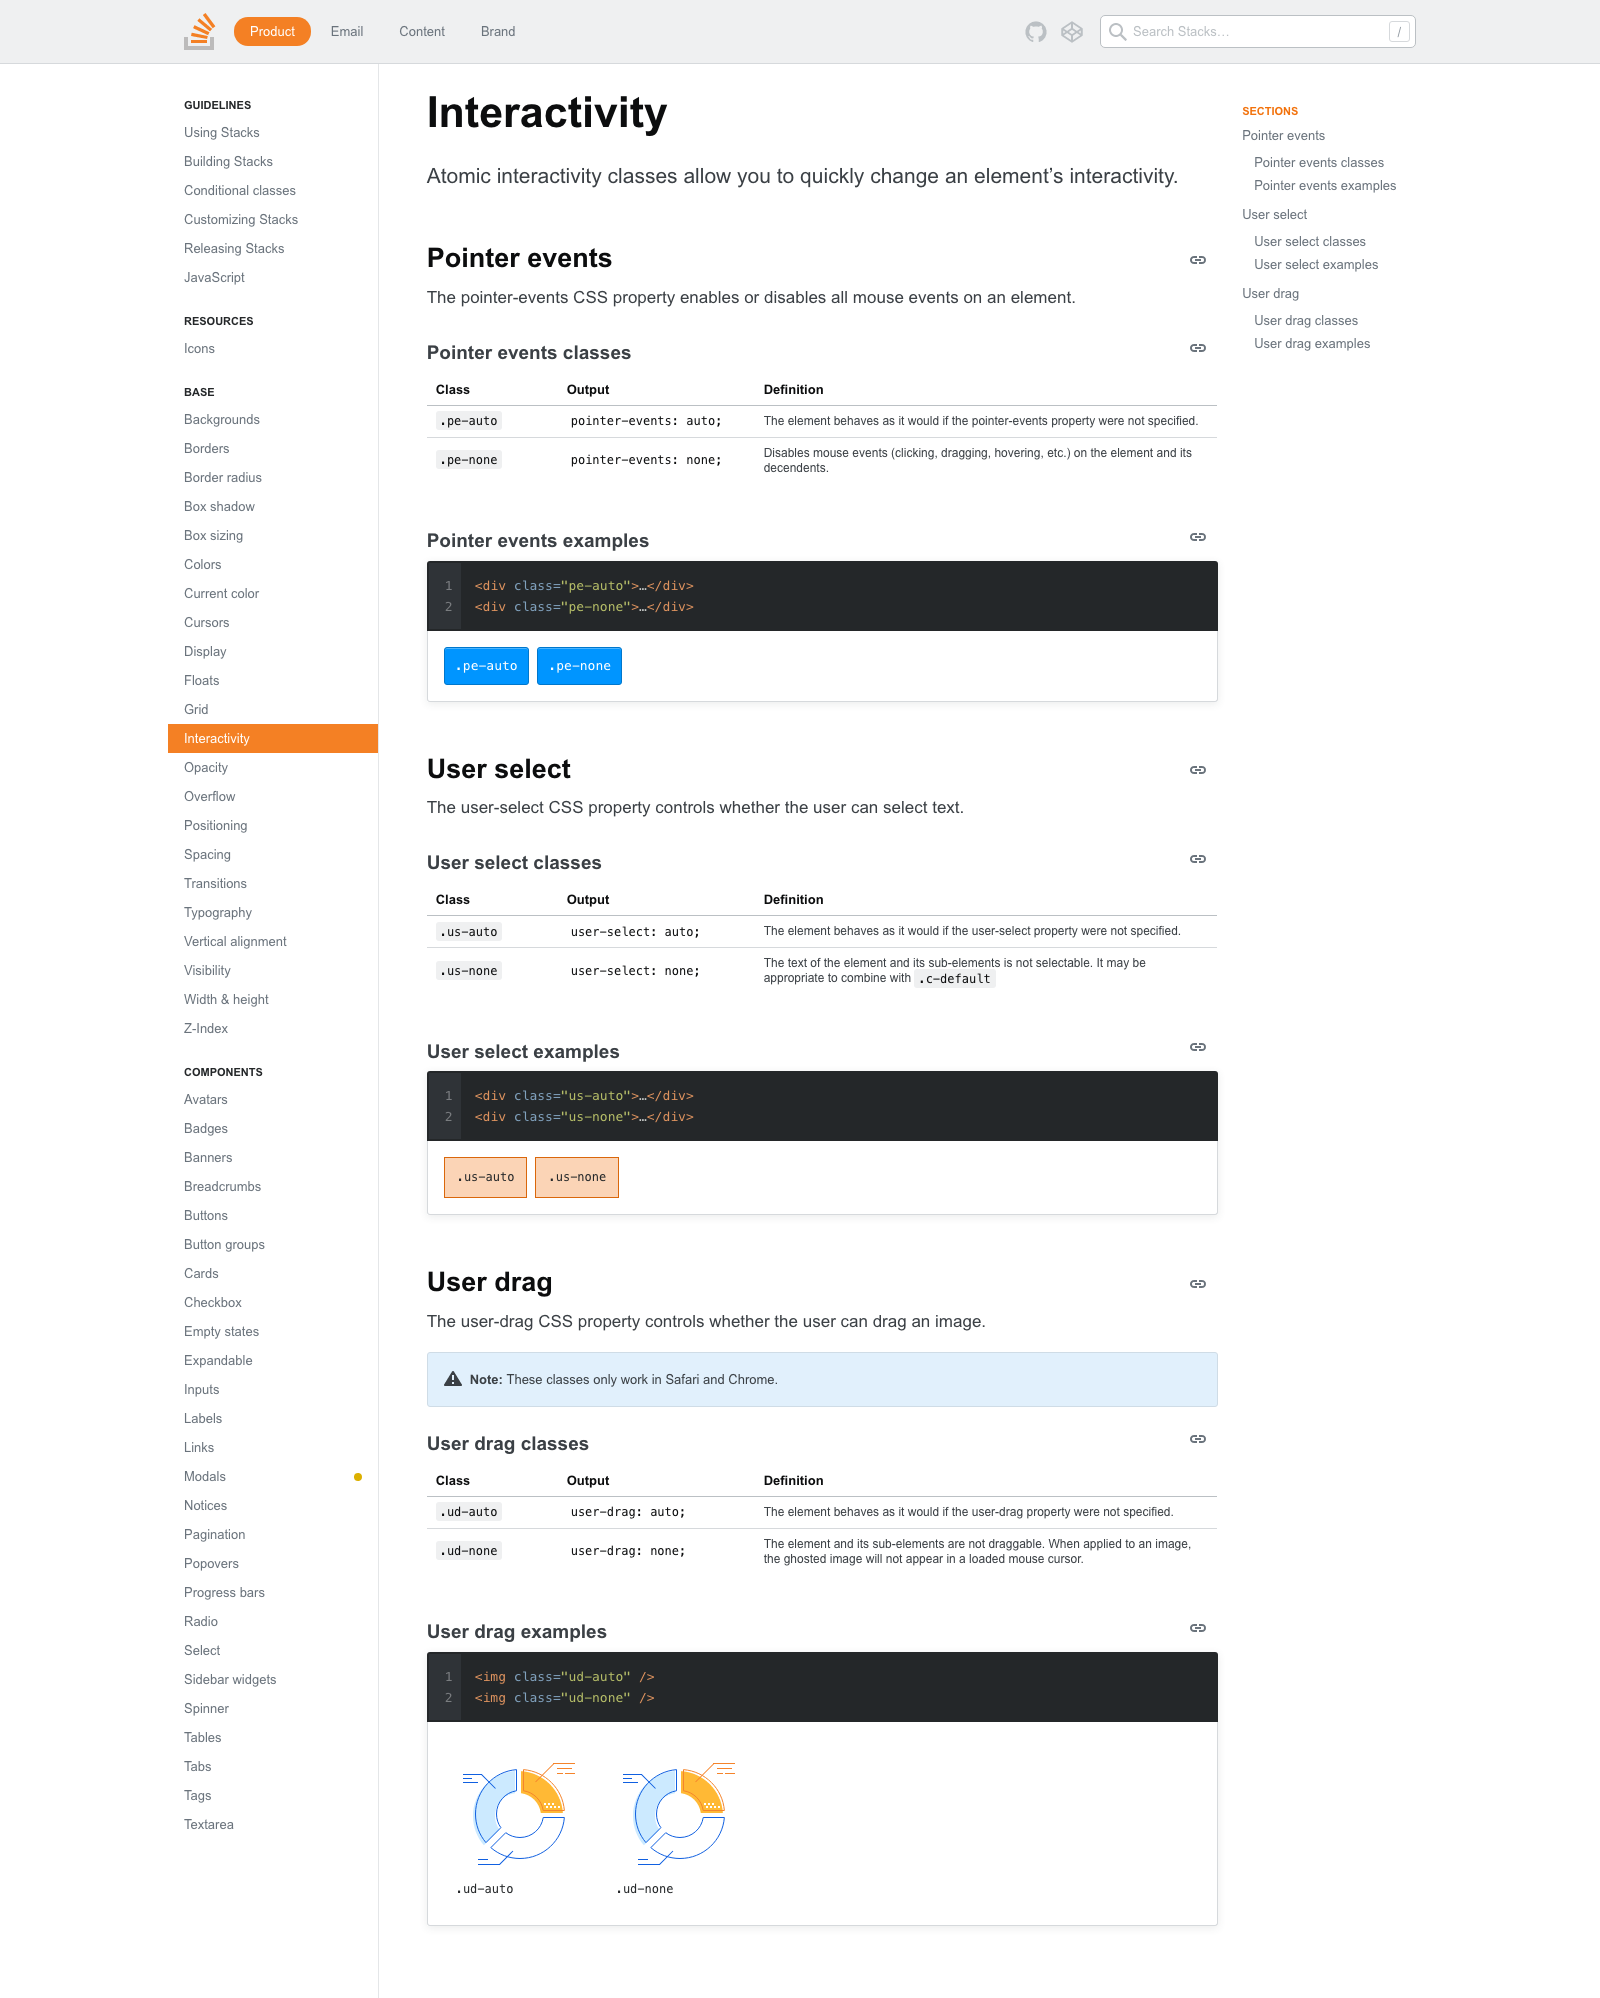 Product
Email
Content
Brand
Search Stacks…
/
GUIDELINES
Using Stacks
Building Stacks
Conditional classes
Customizing Stacks
Releasing Stacks
JavaScript
RESOURCES
Icons
BASE
Backgrounds
Borders
Border radius
Box shadow
Box sizing
Colors
Current color
Cursors
Display
Floats
Grid
Interactivity
Opacity
Overflow
Positioning
Spacing
Transitions
Typography
Vertical alignment
Visibility
Width & height
Z-Index
COMPONENTS
Avatars
Badges
Banners
Breadcrumbs
Buttons
Button groups
Cards
Checkbox
Empty states
Expandable
Inputs
Labels
Links
Modals
Notices
Pagination
Popovers
Progress bars
Radio
Select
Sidebar widgets
Spinner
Tables
Tabs
Tags
Textarea
Interactivity
Atomic interactivity classes allow you to quickly change an element’s interactivity.
Pointer events
The pointer-events CSS property enables or disables all mouse events on an element.
Pointer events classes
Class Output Definition
.pe-auto pointer-events: auto; The element behaves as it would if the pointer-events property were not specified.
.pe-none pointer-events: none; Disables mouse events (clicking, dragging, hovering, etc.) on the element and its
decendents.
Pointer events examples
1 <div class="pe-auto">…</div>
2 <div class="pe-none">…</div>
.pe-auto .pe-none
User select
The user-select CSS property controls whether the user can select text.
User select classes
Class Output Definition
.us-auto user-select: auto; The element behaves as it would if the user-select property were not specified.
.us-none user-select: none; The text of the element and its sub-elements is not selectable. It may be
appropriate to combine with .c-default
User select examples
1 <div class="us-auto">…</div>
2 <div class="us-none">…</div>
.us-auto .us-none
User drag
The user-drag CSS property controls whether the user can drag an image.
Note: These classes only work in Safari and Chrome.
User drag classes
Class Output Definition
.ud-auto user-drag: auto; The element behaves as it would if the user-drag property were not specified.
.ud-none user-drag: none; The element and its sub-elements are not draggable. When applied to an image,
the ghosted image will not appear in a loaded mouse cursor.
User drag examples
1 <img class="ud-auto" />
2 <img class="ud-none" />
.ud-auto .ud-none
SECTIONS
Pointer events
Pointer events classes
Pointer events examples
User select
User select classes
User select examples
User drag
User drag classes
User drag examples